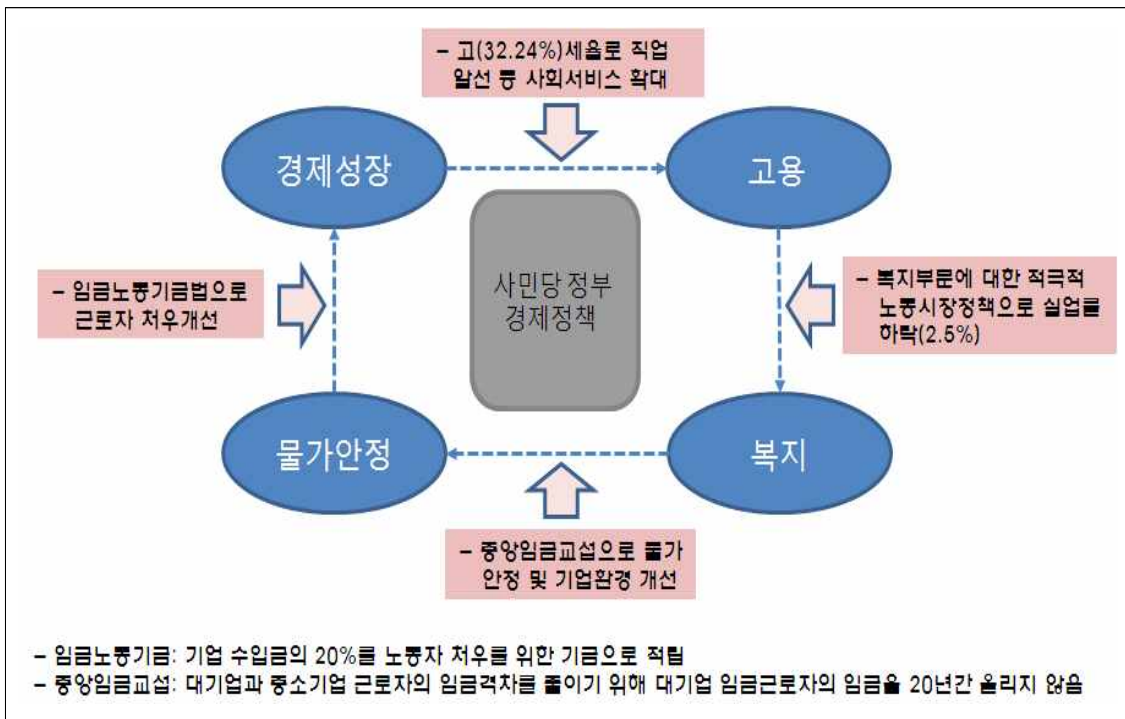 – 고(32.24%)세율로 직업
알선 등 사회서비스 확대
경제성장
고용
사민당 정부
경제정책
– 임금노동기금법으로
근로자 처우개선
– 복지부문에 대한 적극적
노동시장정책으로 실업률
하락(2.5%)
물가안정
복지
– 중앙임금교섭으로 물가
안정 및 기업환경 개선
– 임금노동기금: 기업 수입금의 20%를 노동자 처우를 위한 기금으로 적립
– 중앙임금교섭: 대기업과 중소기업 근로자의 임금격차를 줄이기 위해 대기업 임금근로자의 임금을 20년간 올리지 않음